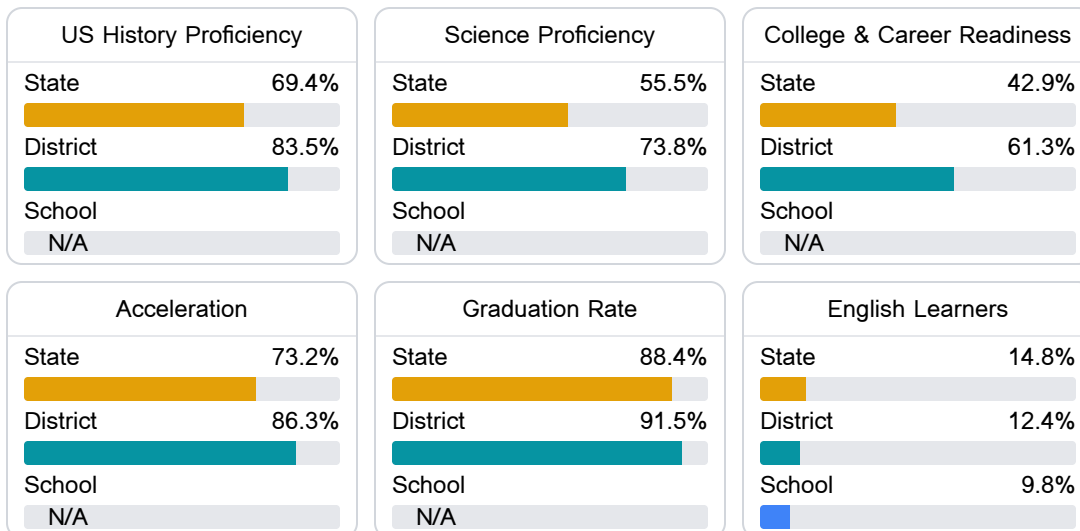 US History Proficiency
State 69.4%
District 83.5%
School
N/A
Science Proficiency
State 55.5%
District 73.8%
School
N/A
College & Career Readiness
State 42.9%
District 61.3%
School
N/A
Acceleration
State 73.2%
District 86.3%
School
N/A
Graduation Rate
State 88.4%
District 91.5%
School
N/A
English Learners
State 14.8%
District 12.4%
School 9.8%